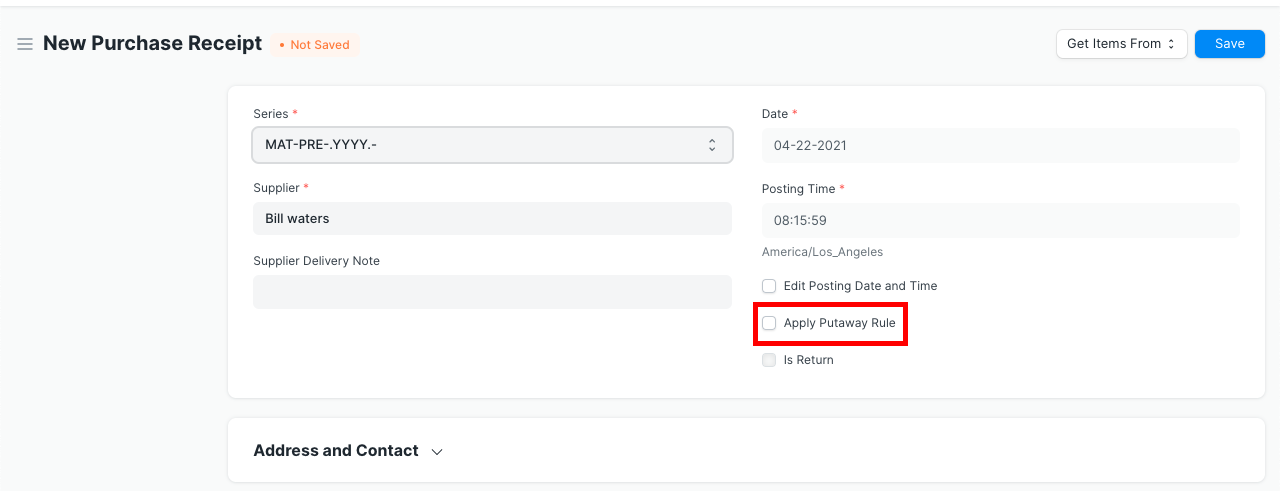 New Purchase Receipt
• Not Saved
Get Items From
Save
Series *
MAT-PRE-.YYYY.-
Supplier *
Bill waters
Supplier Delivery Note
Date *
04-22-2021
Posting Time *
08:15:59
America/Los_Angeles
Edit Posting Date and Time
Apply Putaway Rule
Is Return
Address and Contact